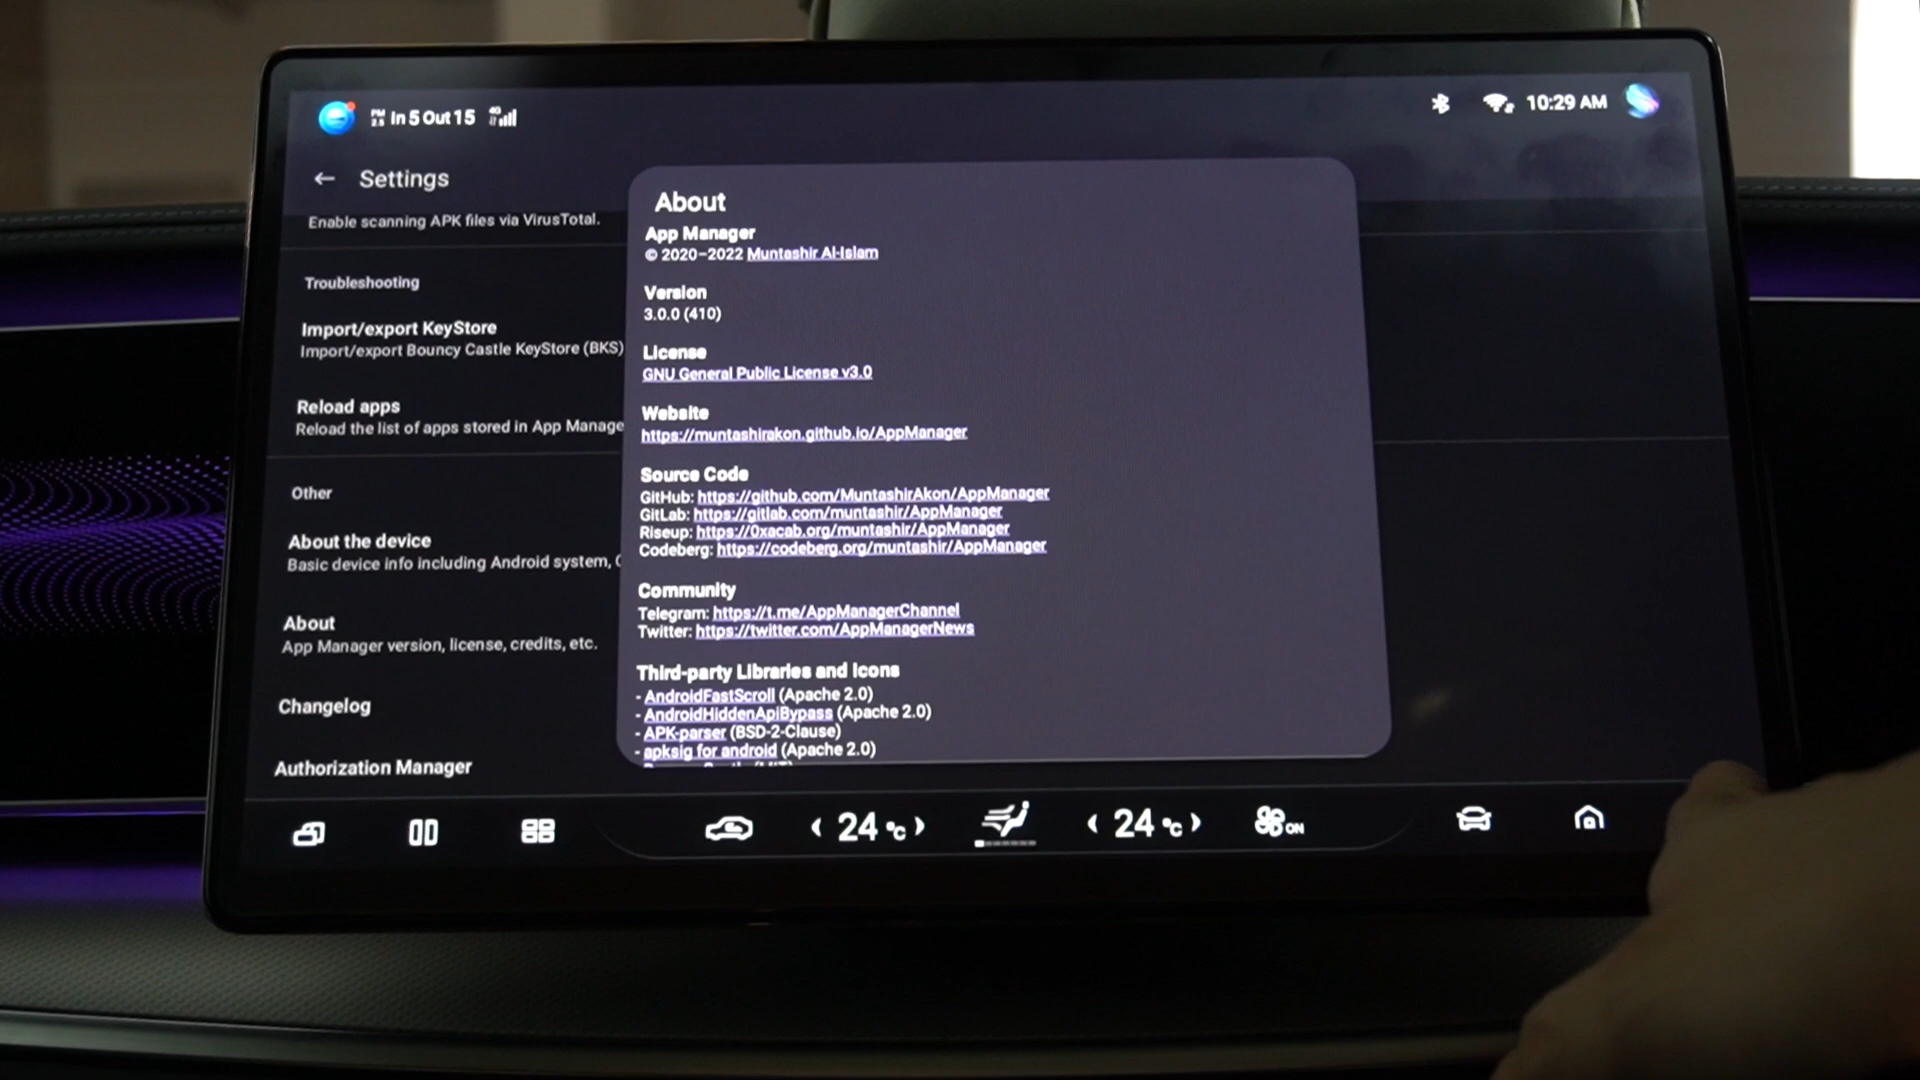 PM 2.5 In 5 Out 15 4G
10:29 AM
Settings
Enable scanning APK files via VirusTotal.
Troubleshooting
Import/export KeyStore
Import/export Bouncy Castle KeyStore (BKS)
Reload apps
Reload the list of apps stored in App Manage
Other
About the device
Basic device info including Android system,
About
App Manager version, license, credits, etc.
Changelog
Authorization Manager
About
App Manager
© 2020–2022 Muntashir Al-Islam
Version
3.0.0 (410)
License
GNU General Public License v3.0
Website
https://muntashirakon.github.io/AppManager
Source Code
GitHub: https://github.com/MuntashirAkon/AppManager
GitLab: https://gitlab.com/muntashir/AppManager
Riseup: https://0xacab.org/muntashir/AppManager
Codeberg: https://codeberg.org/muntashir/AppManager
Community
Telegram: https://t.me/AppManagerChannel
Twitter: https://twitter.com/AppManagerNews
Third-party Libraries and Icons
- AndroidFastScroll (Apache 2.0)
- AndroidHiddenApiBypass (Apache 2.0)
- APK-parser (BSD-2-Clause)
- apksig for android (Apache 2.0)
24 °C
24 °C
ON